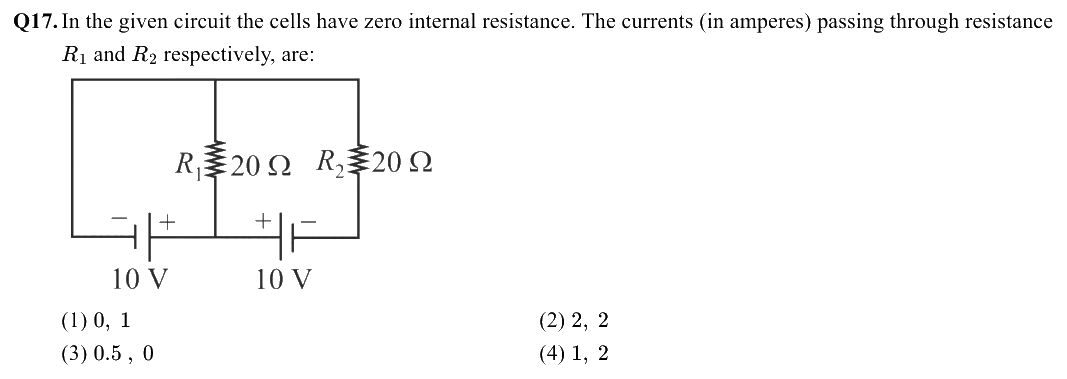 Q17. In the given circuit the cells have zero internal resistance. The currents (in amperes) passing through resistance
R₁ and R₂ respectively, are:
R₁ 20 Ω R₂ 20 Ω
− + + −
10 V 10 V
(1) 0, 1 (2) 2, 2
(3) 0.5 , 0 (4) 1, 2